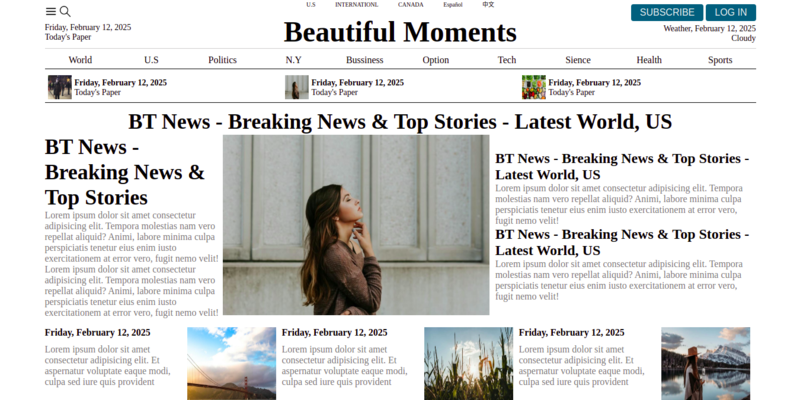 U.S INTERNATIONL CANADA Español 中文
SUBSCRIBE LOG IN
Friday, February 12, 2025
Today's Paper
Beautiful Moments
Weather, February 12, 2025
Cloudy
World U.S Politics N.Y Bussiness Option Tech Sience Health Sports
Friday, February 12, 2025
Today's Paper
Friday, February 12, 2025
Today's Paper
Friday, February 12, 2025
Today's Paper
BT News - Breaking News & Top Stories - Latest World, US
BT News -
Breaking News &
Top Stories
Lorem ipsum dolor sit amet consectetur
adipisicing elit. Tempora molestias nam vero
repellat aliquid? Animi, labore minima culpa
perspiciatis tenetur eius enim iusto
exercitationem at error vero, fugit nemo velit!
Lorem ipsum dolor sit amet consectetur
adipisicing elit. Tempora molestias nam vero
repellat aliquid? Animi, labore minima culpa
perspiciatis tenetur eius enim iusto
exercitationem at error vero, fugit nemo velit!
BT News - Breaking News & Top Stories -
Latest World, US
Lorem ipsum dolor sit amet consectetur adipisicing elit. Tempora
molestias nam vero repellat aliquid? Animi, labore minima culpa
perspiciatis tenetur eius enim iusto exercitationem at error vero,
fugit nemo velit!
BT News - Breaking News & Top Stories -
Latest World, US
Lorem ipsum dolor sit amet consectetur adipisicing elit. Tempora
molestias nam vero repellat aliquid? Animi, labore minima culpa
perspiciatis tenetur eius enim iusto exercitationem at error vero,
fugit nemo velit!
Friday, February 12, 2025
Lorem ipsum dolor sit amet
consectetur adipisicing elit. Et
aspernatur voluptate eaque modi,
culpa sed iure quis provident
Friday, February 12, 2025
Lorem ipsum dolor sit amet
consectetur adipisicing elit. Et
aspernatur voluptate eaque modi,
culpa sed iure quis provident
Friday, February 12, 2025
Lorem ipsum dolor sit amet
consectetur adipisicing elit. Et
aspernatur voluptate eaque modi,
culpa sed iure quis provident